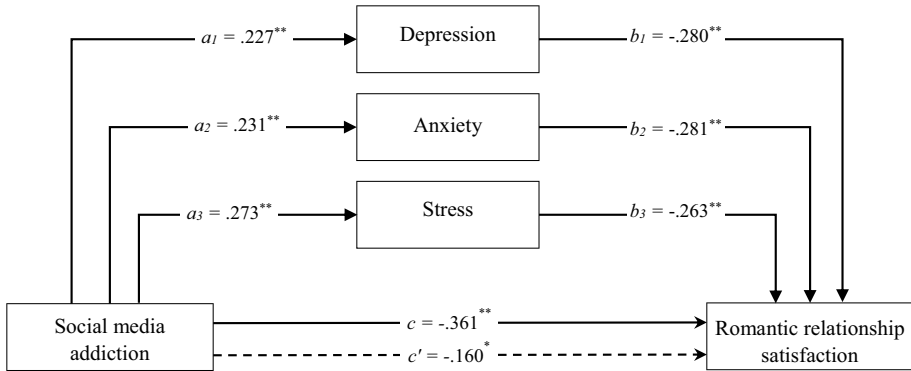 a1 = .227**
Depression
b1 = -.280**
a2 = .231**
Anxiety
b2 = -.281**
a3 = .273**
Stress
b3 = -.263**
Social media
addiction
c = -.361**
c' = -.160*
Romantic relationship
satisfaction